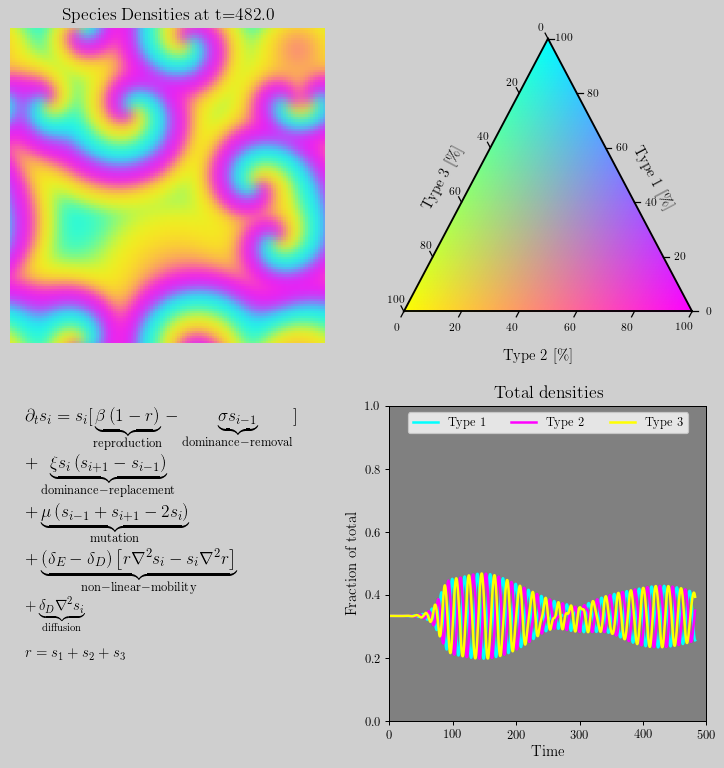 Species Densities at t=482.0
0
100
20
80
40
60
Type 3 [%]
Type 1 [%]
60
40
80
20
100
0
0
20
40
60
80
100
Type 2 [%]
∂ₜsᵢ = sᵢ[ β (1 − r) − σsᵢ₋₁ ]
reproduction dominance−removal
+ ξsᵢ (sᵢ₊₁ − sᵢ₋₁)
dominance−replacement
+ μ (sᵢ₋₁ + sᵢ₊₁ − 2sᵢ)
mutation
+ (δ_E − δ_D) [r∇²sᵢ − sᵢ∇²r]
non−linear−mobility
+ δ_D∇²sᵢ
diffusion
r = s₁ + s₂ + s₃
Total densities
Type 1 Type 2 Type 3
1.0
0.8
0.6
0.4
0.2
0.0
Fraction of total
0 100 200 300 400 500
Time